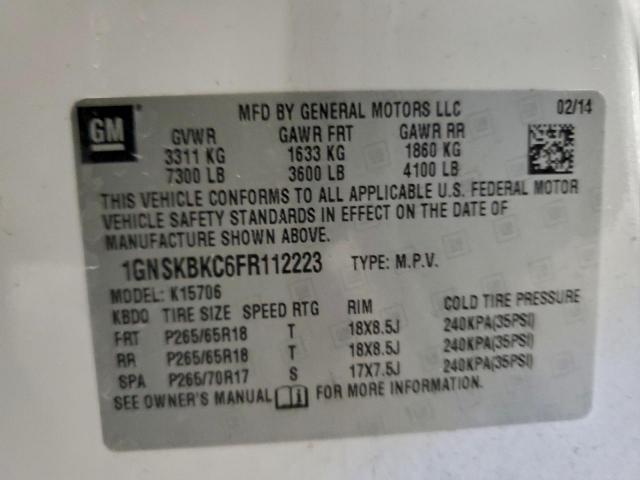 GM
MFD BY GENERAL MOTORS LLC 02/14
GVWR GAWR FRT GAWR RR
3311 KG 1633 KG 1860 KG
7300 LB 3600 LB 4100 LB
THIS VEHICLE CONFORMS TO ALL APPLICABLE U.S. FEDERAL MOTOR
VEHICLE SAFETY STANDARDS IN EFFECT ON THE DATE OF
MANUFACTURE SHOWN ABOVE.
1GNSKBKC6FR112223 TYPE: M.P.V.
MODEL: K15706
KBDQ TIRE SIZE SPEED RTG RIM COLD TIRE PRESSURE
FRT P265/65R18 T 18X8.5J 240KPA(35PSI)
RR P265/65R18 T 18X8.5J 240KPA(35PSI)
SPA P265/70R17 S 17X7.5J 240KPA(35PSI)
SEE OWNER'S MANUAL FOR MORE INFORMATION.